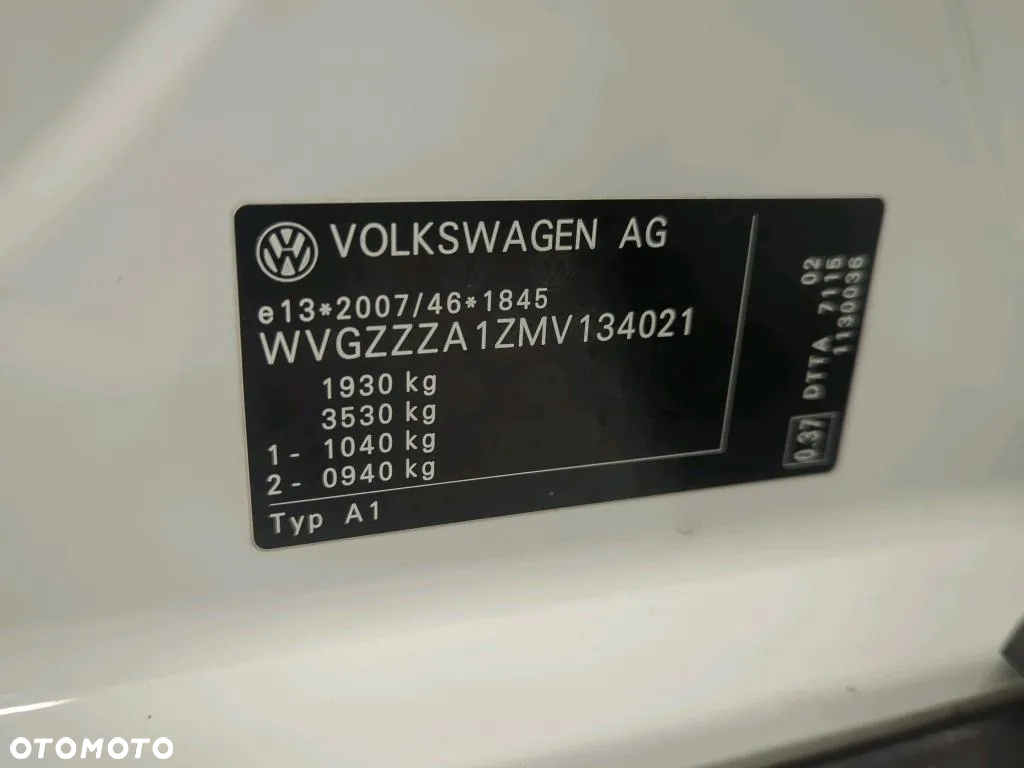 VOLKSWAGEN AG
e13*2007/46*1845
WVGZZZA1ZMV134021
1930 kg
3530 kg
1- 1040 kg
2- 0940 kg
Typ A1
0.37 DTTA 7115 02
1130036
OTOMOTO